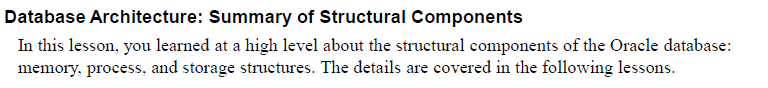 Database Architecture: Summary of Structural Components
In this lesson, you learned at a high level about the structural components of the Oracle database:
memory, process, and storage structures. The details are covered in the following lessons.